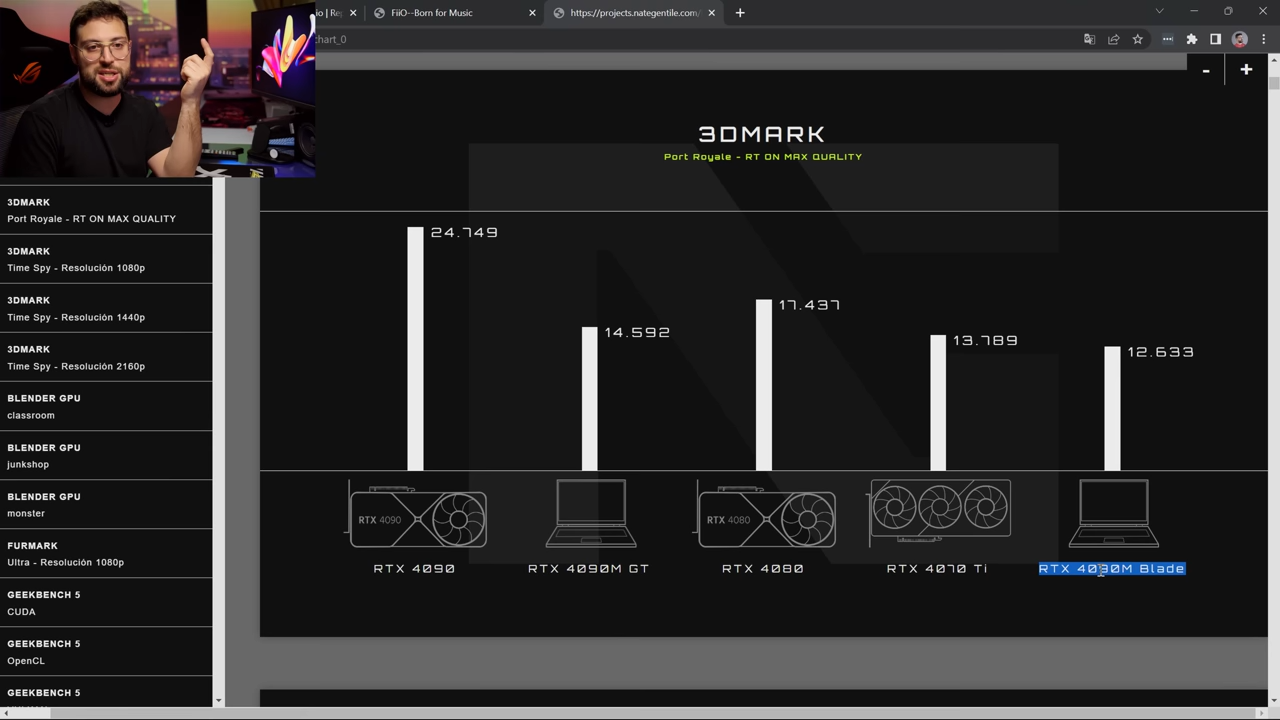 io | Re
FiiO--Born for Music
https://projects.nategentile.com/
chart_0
- +
3DMARK
Port Royale - RT ON MAX QUALITY
3DMARK
Time Spy - Resolución 1080p
3DMARK
Time Spy - Resolución 1440p
3DMARK
Time Spy - Resolución 2160p
BLENDER GPU
classroom
BLENDER GPU
junkshop
BLENDER GPU
monster
FURMARK
Ultra - Resolución 1080p
GEEKBENCH 5
CUDA
GEEKBENCH 5
OpenCL
GEEKBENCH 5
3DMARK
Port Royale - RT ON MAX QUALITY
24.749
14.592
17.437
13.789
12.633
RTX 4090
RTX 4080
RTX 4090
RTX 4090M GT
RTX 4080
RTX 4070 Ti
RTX 4090M Blade